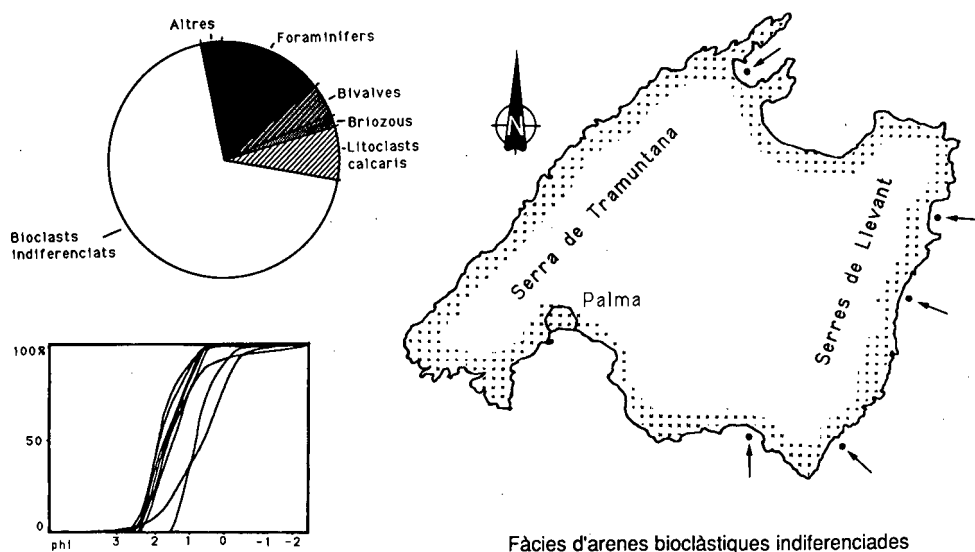 Altres
Foraminífers
Bivalves
Briozous
Litoclasts
calcaris
Bioclasts
indiferenciats
N
Serra de Tramuntana
Palma
Serres de Llevant
100%
50
0
phi 3 2 1 0 -1 -2
Fàcies d'arenes bioclàstiques indiferenciades